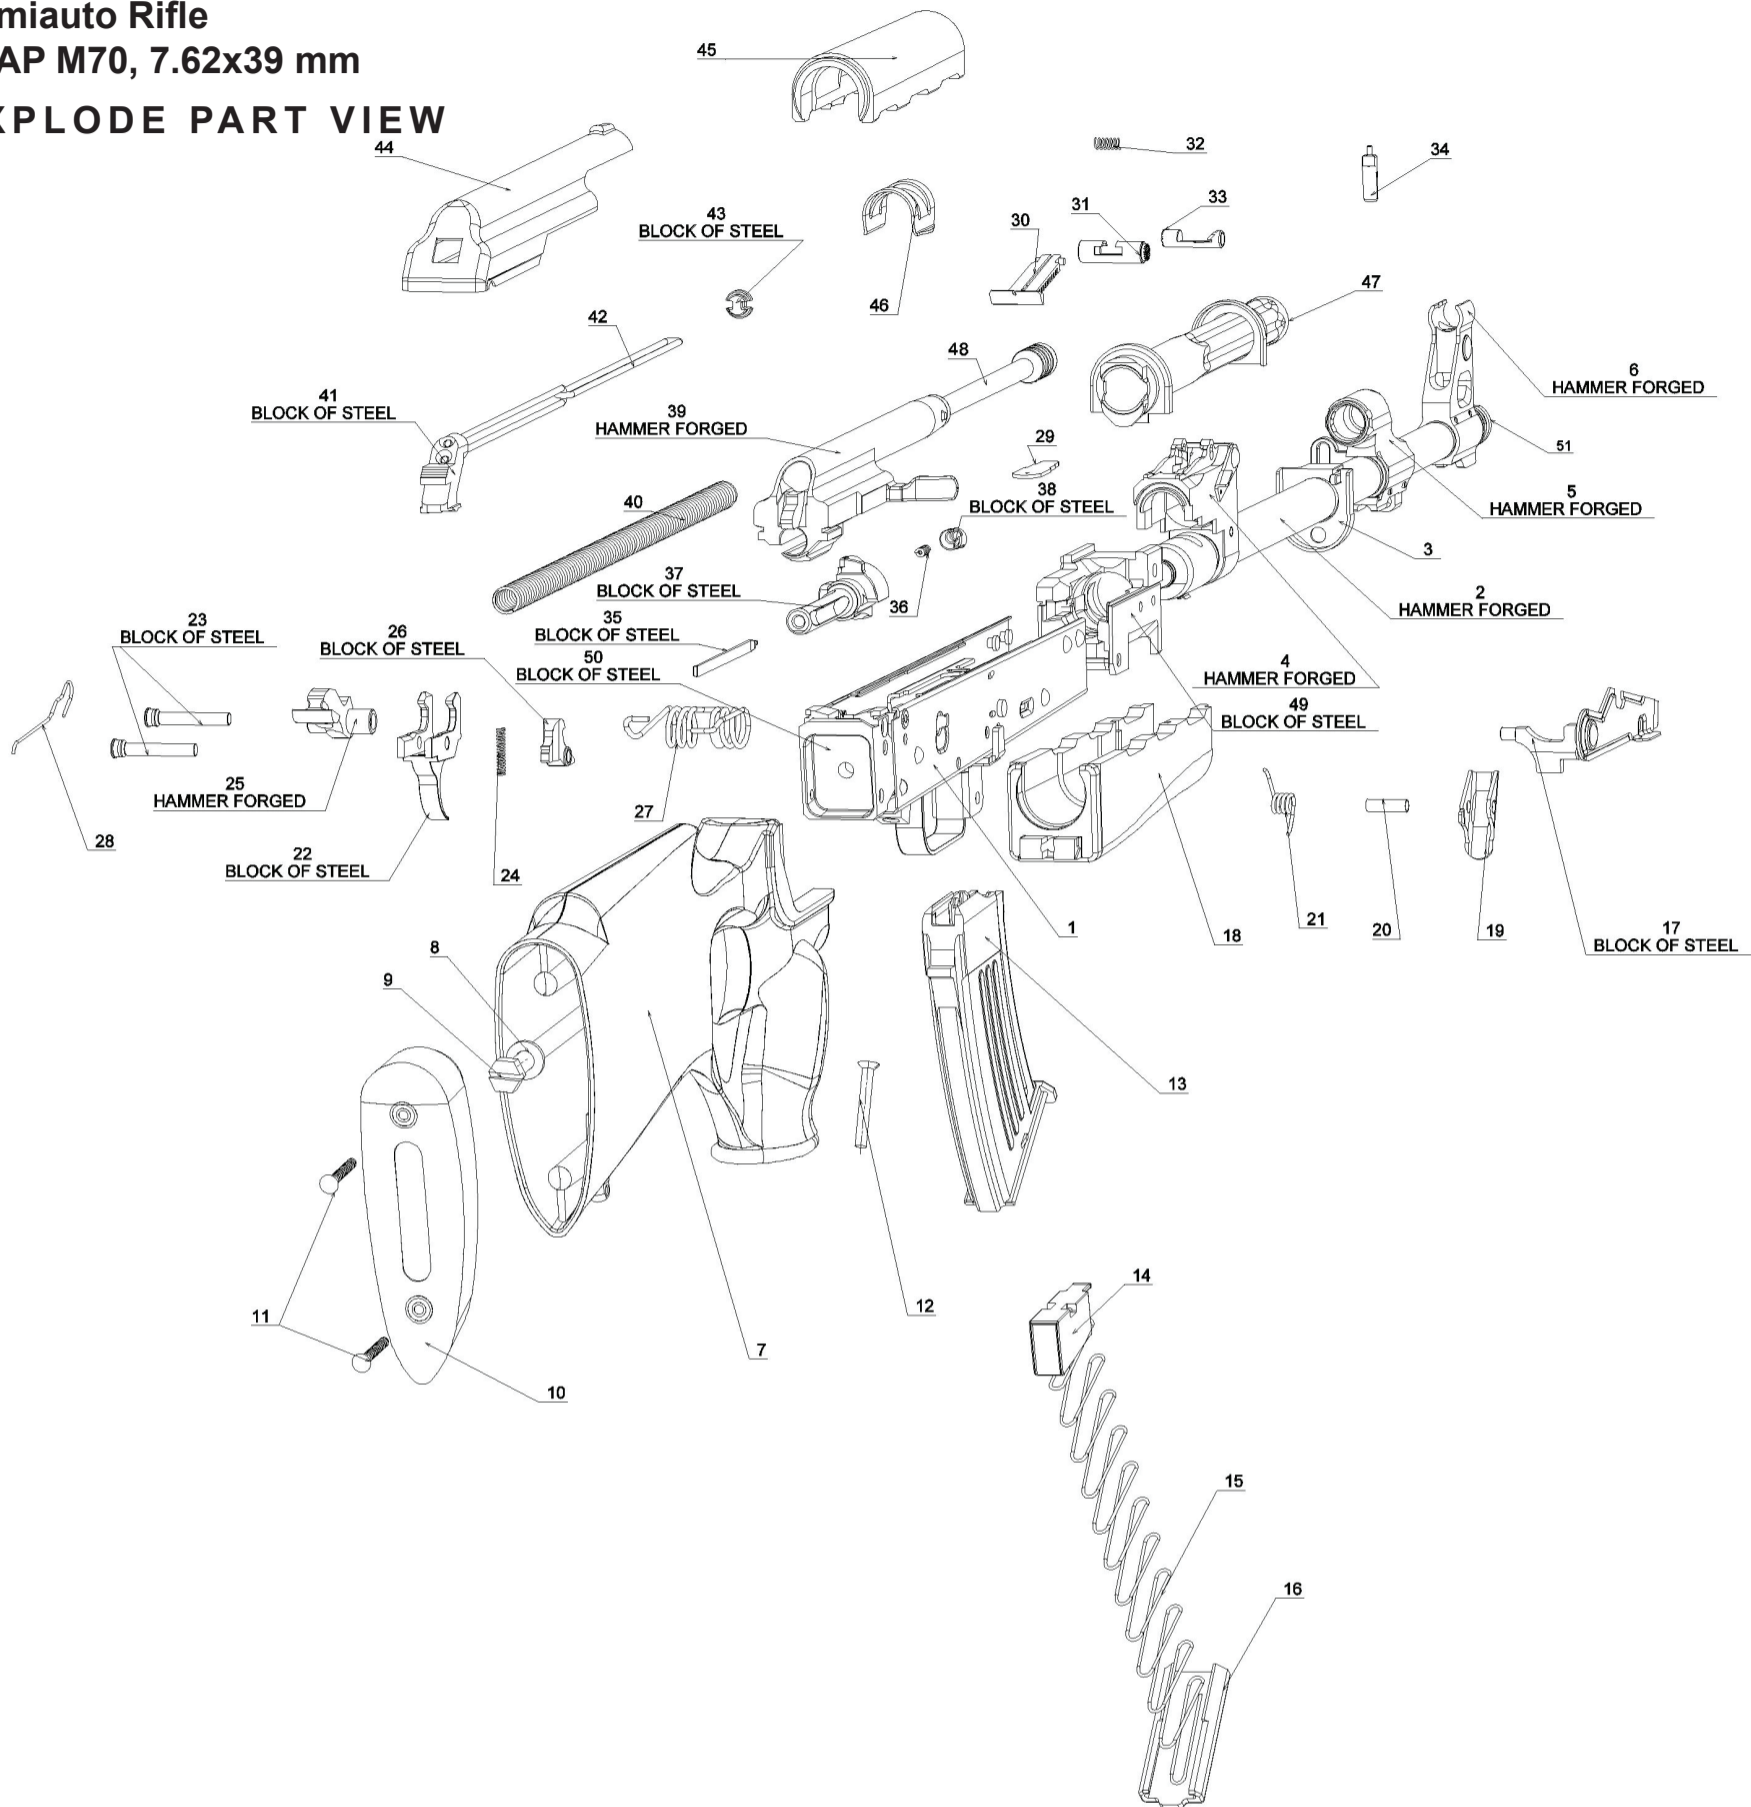 miauto Rifle
AP M70, 7.62x39 mm
XPLODE PART VIEW
45
44
32
34
43
BLOCK OF STEEL
31
33
30
46
47
42
48
6
HAMMER FORGED
41
BLOCK OF STEEL
39
HAMMER FORGED
51
29
38
BLOCK OF STEEL
5
HAMMER FORGED
40
3
37
BLOCK OF STEEL
36
2
HAMMER FORGED
23
BLOCK OF STEEL
26
BLOCK OF STEEL
35
BLOCK OF STEEL
50
BLOCK OF STEEL
4
HAMMER FORGED
49
BLOCK OF STEEL
25
HAMMER FORGED
27
28
22
BLOCK OF STEEL
24
1
18
21
20
19
17
BLOCK OF STEEL
8
9
13
14
12
11
7
10
15
16